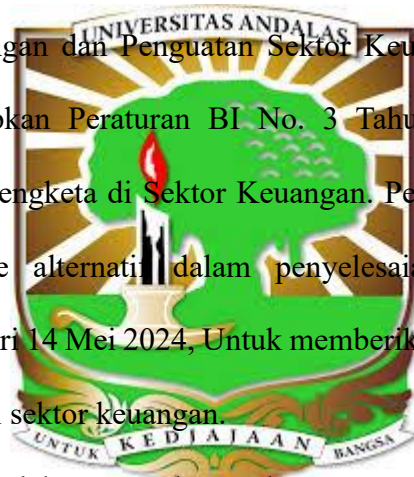 UNIVERSITAS ANDALAS
gan dan Penguatan Sektor Keu
kan Peraturan BI No. 3 Tahu
engketa di Sektor Keuangan. Pe
e alternatif dalam penyelesai
ri 14 Mei 2024, Untuk memberik
sektor keuangan.
UNTUK KEDJAJAAN BANGSA